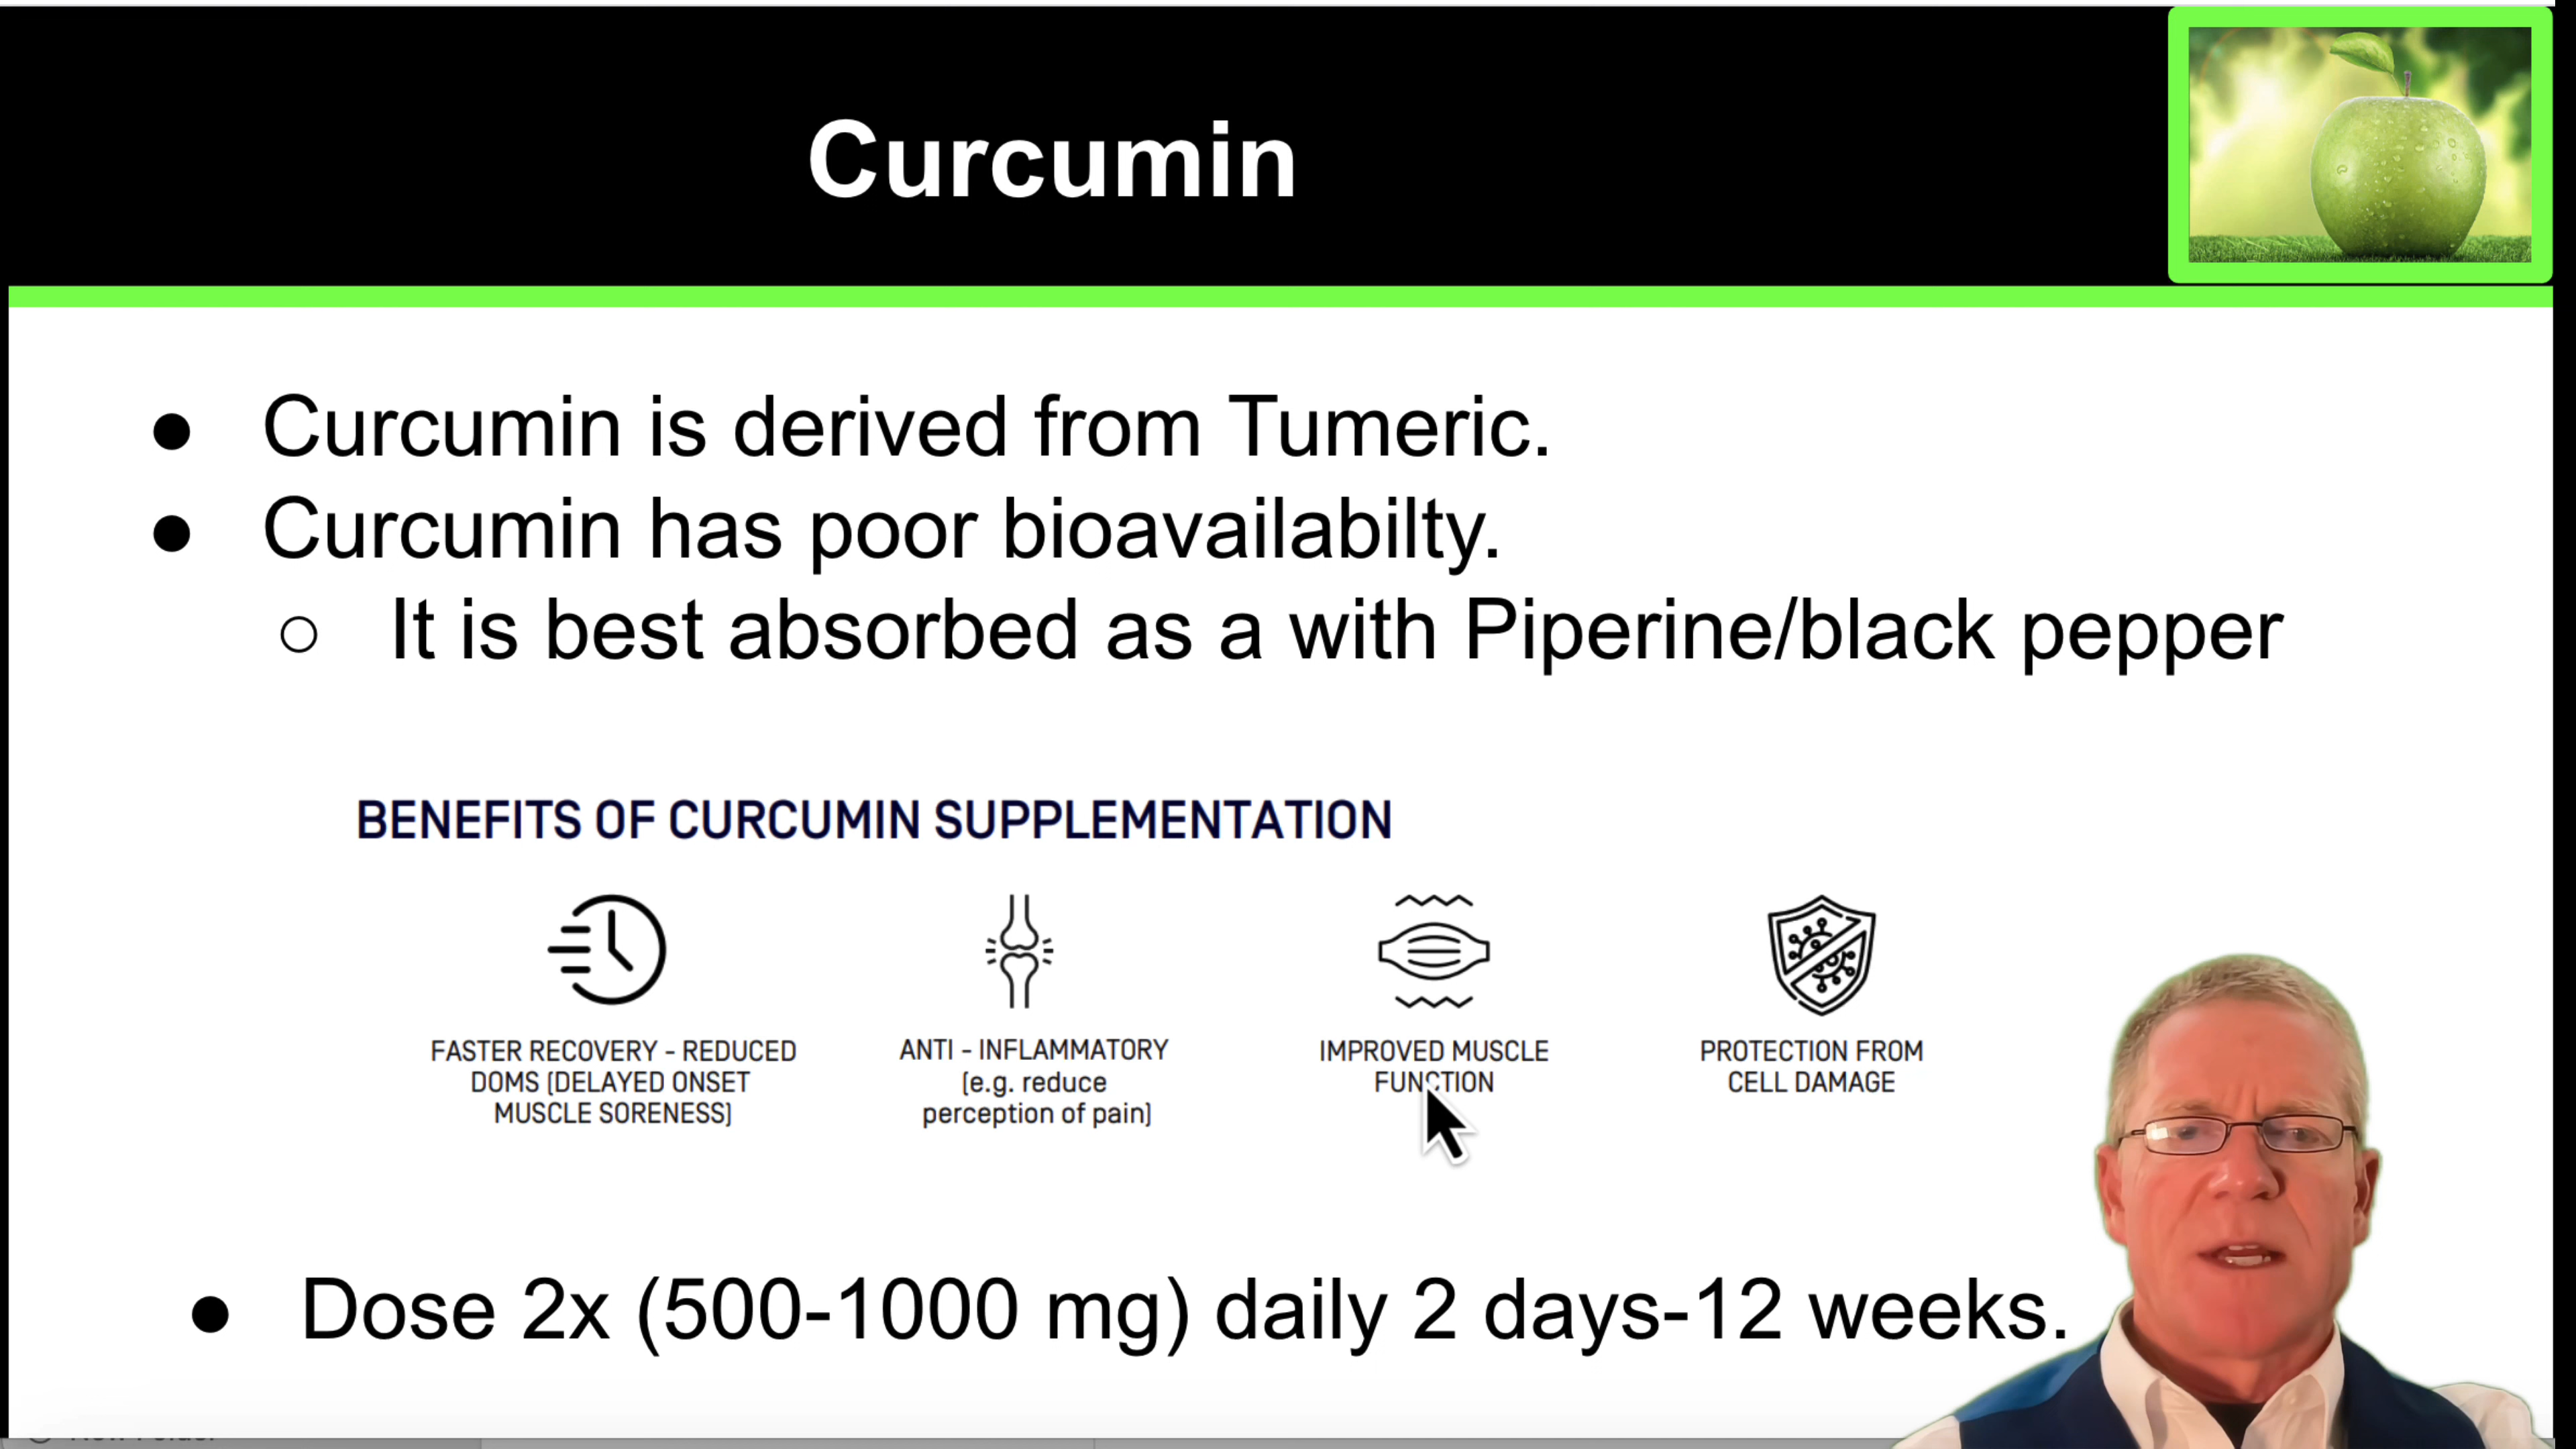 Curcumin
● Curcumin is derived from Tumeric.
● Curcumin has poor bioavailabilty.
○ It is best absorbed as a with Piperine/black pepper
BENEFITS OF CURCUMIN SUPPLEMENTATION
FASTER RECOVERY - REDUCED
DOMS (DELAYED ONSET
MUSCLE SORENESS)
ANTI - INFLAMMATORY
(e.g. reduce
perception of pain)
IMPROVED MUSCLE
FUNCTION
PROTECTION FROM
CELL DAMAGE
● Dose 2x (500-1000 mg) daily 2 days-12 weeks.